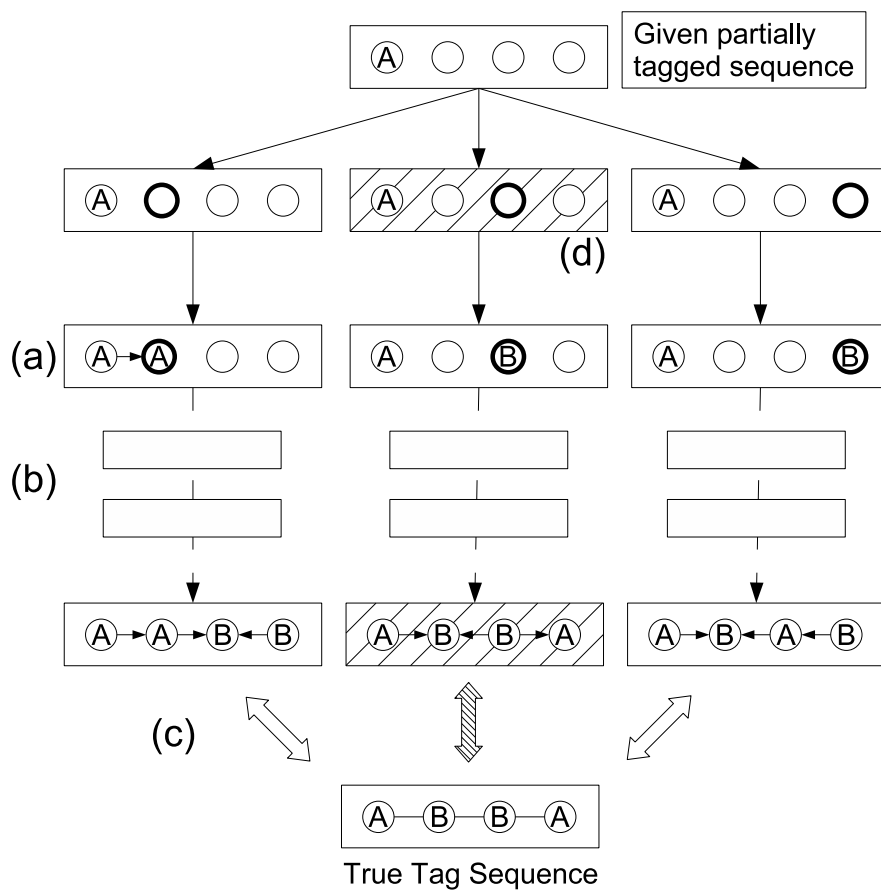 A
Given partially
tagged sequence
A
A
A
(d)
(a)
A A
A B
A B
(b)
A A B B
A B B A
A B A B
(c)
A B B A
True Tag Sequence